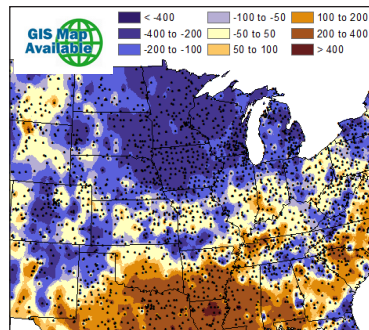 GIS Map
Available
< -400
-400 to -200
-200 to -100
-100 to -50
-50 to 50
50 to 100
100 to 200
200 to 400
> 400